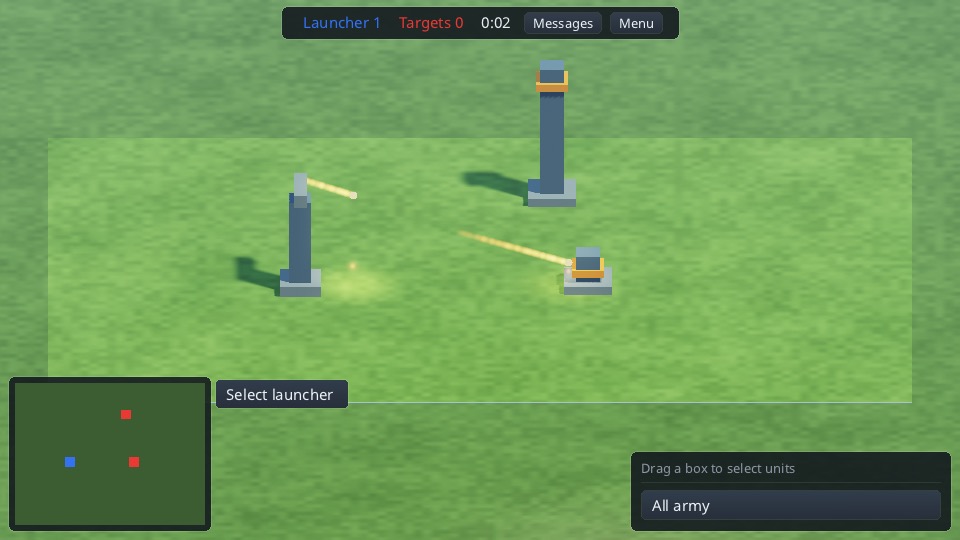 Launcher 1 Targets 0 0:02 Messages Menu
Select launcher
Drag a box to select units
All army